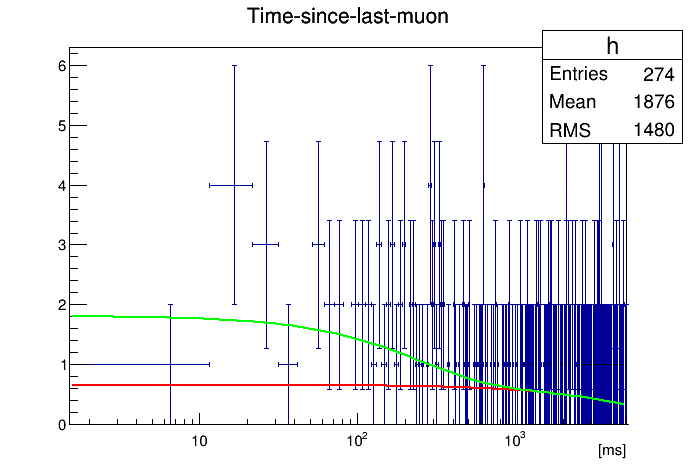 Time-since-last-muon
h
Entries 274
Mean 1876
RMS 1480
6
5
4
3
2
1
0
10 10² 10³
[ms]